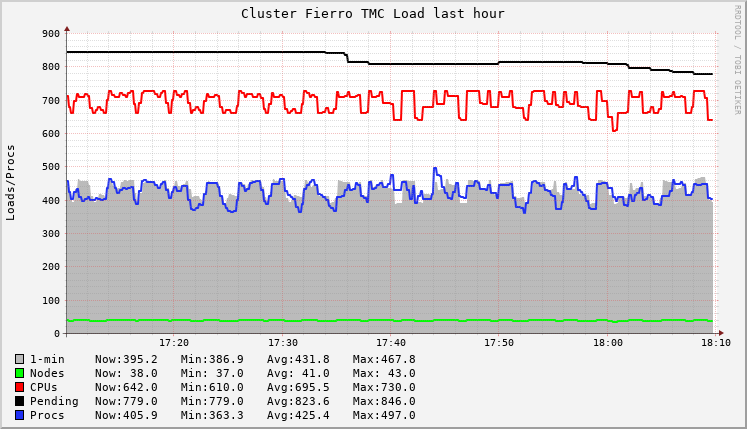 Cluster Fierro TMC Load last hour
RRDTOOL / TOBI OETIKER
Loads/Procs
900
800
700
600
500
400
300
200
100
0
17:20 17:30 17:40 17:50 18:00 18:10
1-min Now:395.2 Min:386.9 Avg:431.8 Max:467.8
Nodes Now: 38.0 Min: 37.0 Avg: 41.0 Max: 43.0
CPUs Now:642.0 Min:610.0 Avg:695.5 Max:730.0
Pending Now:779.0 Min:779.0 Avg:823.6 Max:846.0
Procs Now:405.9 Min:363.3 Avg:425.4 Max:497.0